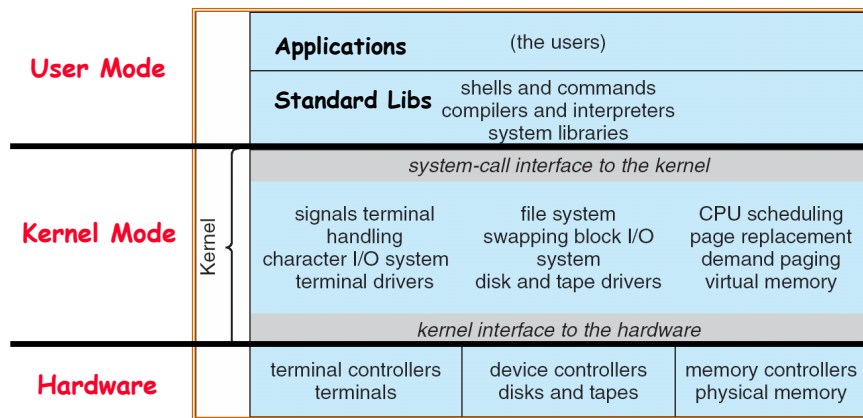 User Mode
Applications
(the users)
Standard Libs
shells and commands
compilers and interpreters
system libraries
Kernel Mode
Kernel
system-call interface to the kernel
signals terminal
handling
character I/O system
terminal drivers
file system
swapping block I/O
system
disk and tape drivers
CPU scheduling
page replacement
demand paging
virtual memory
kernel interface to the hardware
Hardware
terminal controllers
terminals
device controllers
disks and tapes
memory controllers
physical memory